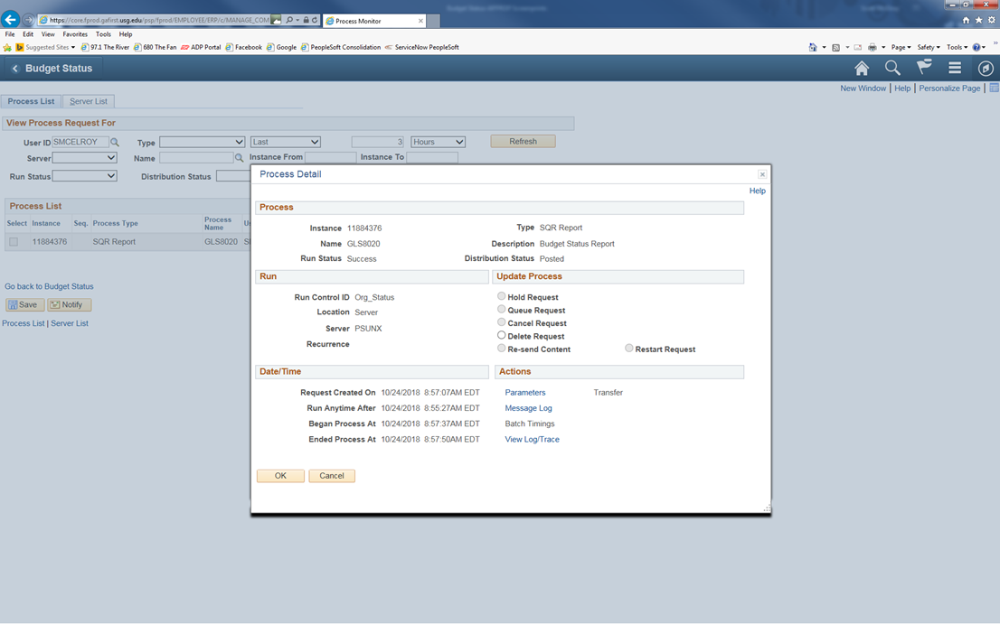 https://core.fprod.gafirst.usg.edu/psp/fprod/EMPLOYEE/ERP/c/MANAGE_COM
Process Monitor
File Edit View Favorites Tools Help
Suggested Sites 97.1 The River 680 The Fan ADP Portal Facebook Google PeopleSoft Consolidation ServiceNow PeopleSoft Page Safety Tools
Budget Status
New Window | Help | Personalize Page |
Process List Server List
View Process Request For
User ID SMCELROY Type Last 3 Hours Refresh
Server Name Instance From Instance To
Run Status Distribution Status
Process List
Select Instance Seq. Process Type Process Name
11884376 SQR Report GLS8020
Go back to Budget Status
Save Notify
Process List | Server List
Process Detail
Help
Process
Instance 11884376 Type SQR Report
Name GLS8020 Description Budget Status Report
Run Status Success Distribution Status Posted
Run Update Process
Run Control ID Org_Status Hold Request
Location Server Queue Request
Server PSUNX Cancel Request
Recurrence Delete Request
Re-send Content Restart Request
Date/Time Actions
Request Created On 10/24/2018 8:57:07AM EDT Parameters Transfer
Run Anytime After 10/24/2018 8:55:27AM EDT Message Log
Began Process At 10/24/2018 8:57:37AM EDT Batch Timings
Ended Process At 10/24/2018 8:57:50AM EDT View Log/Trace
OK Cancel